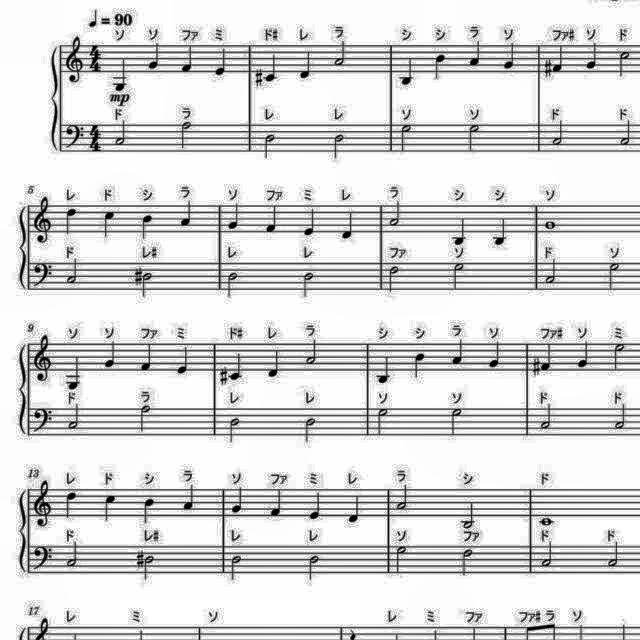 ♩ = 90
ソ ソ ファ ミ ド# レ ラ シ シ ラ ソ ファ# ソ ド
mp
ド ラ レ レ ソ ソ ド ド
5
レ ド シ ラ ソ ファ ミ レ ラ シ シ ソ
ド レ# レ レ ファ ソ ド ソ
9
ソ ソ ファ ミ ド# レ ラ シ シ ラ ソ ファ# ソ ミ
ド ラ レ レ ソ ソ ド ド
13
レ ド シ ラ ソ ファ ミ レ ラ シ ド
ド レ# レ レ ソ ファ ド ド
17
レ ミ ソ レ ミ ファ ファ# ラ ソ